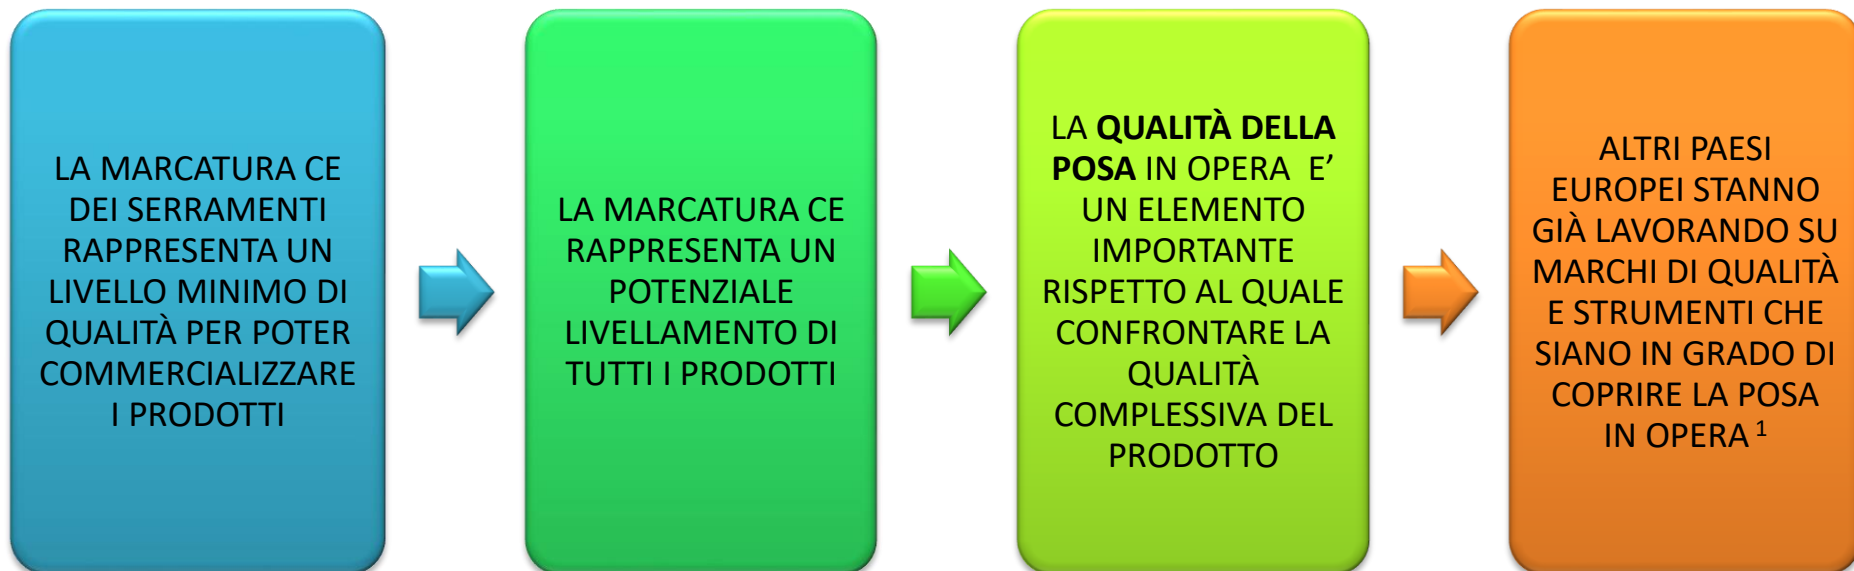 LA MARCATURA CE
DEI SERRAMENTI
RAPPRESENTA UN
LIVELLO MINIMO DI
QUALITÀ PER POTER
COMMERCIALIZZARE
I PRODOTTI
LA MARCATURA CE
RAPPRESENTA UN
POTENZIALE
LIVELLAMENTO DI
TUTTI I PRODOTTI
LA QUALITÀ DELLA
POSA IN OPERA E’
UN ELEMENTO
IMPORTANTE
RISPETTO AL QUALE
CONFRONTARE LA
QUALITÀ
COMPLESSIVA DEL
PRODOTTO
ALTRI PAESI
EUROPEI STANNO
GIÀ LAVORANDO SU
MARCHI DI QUALITÀ
E STRUMENTI CHE
SIANO IN GRADO DI
COPRIRE LA POSA
IN OPERA 1